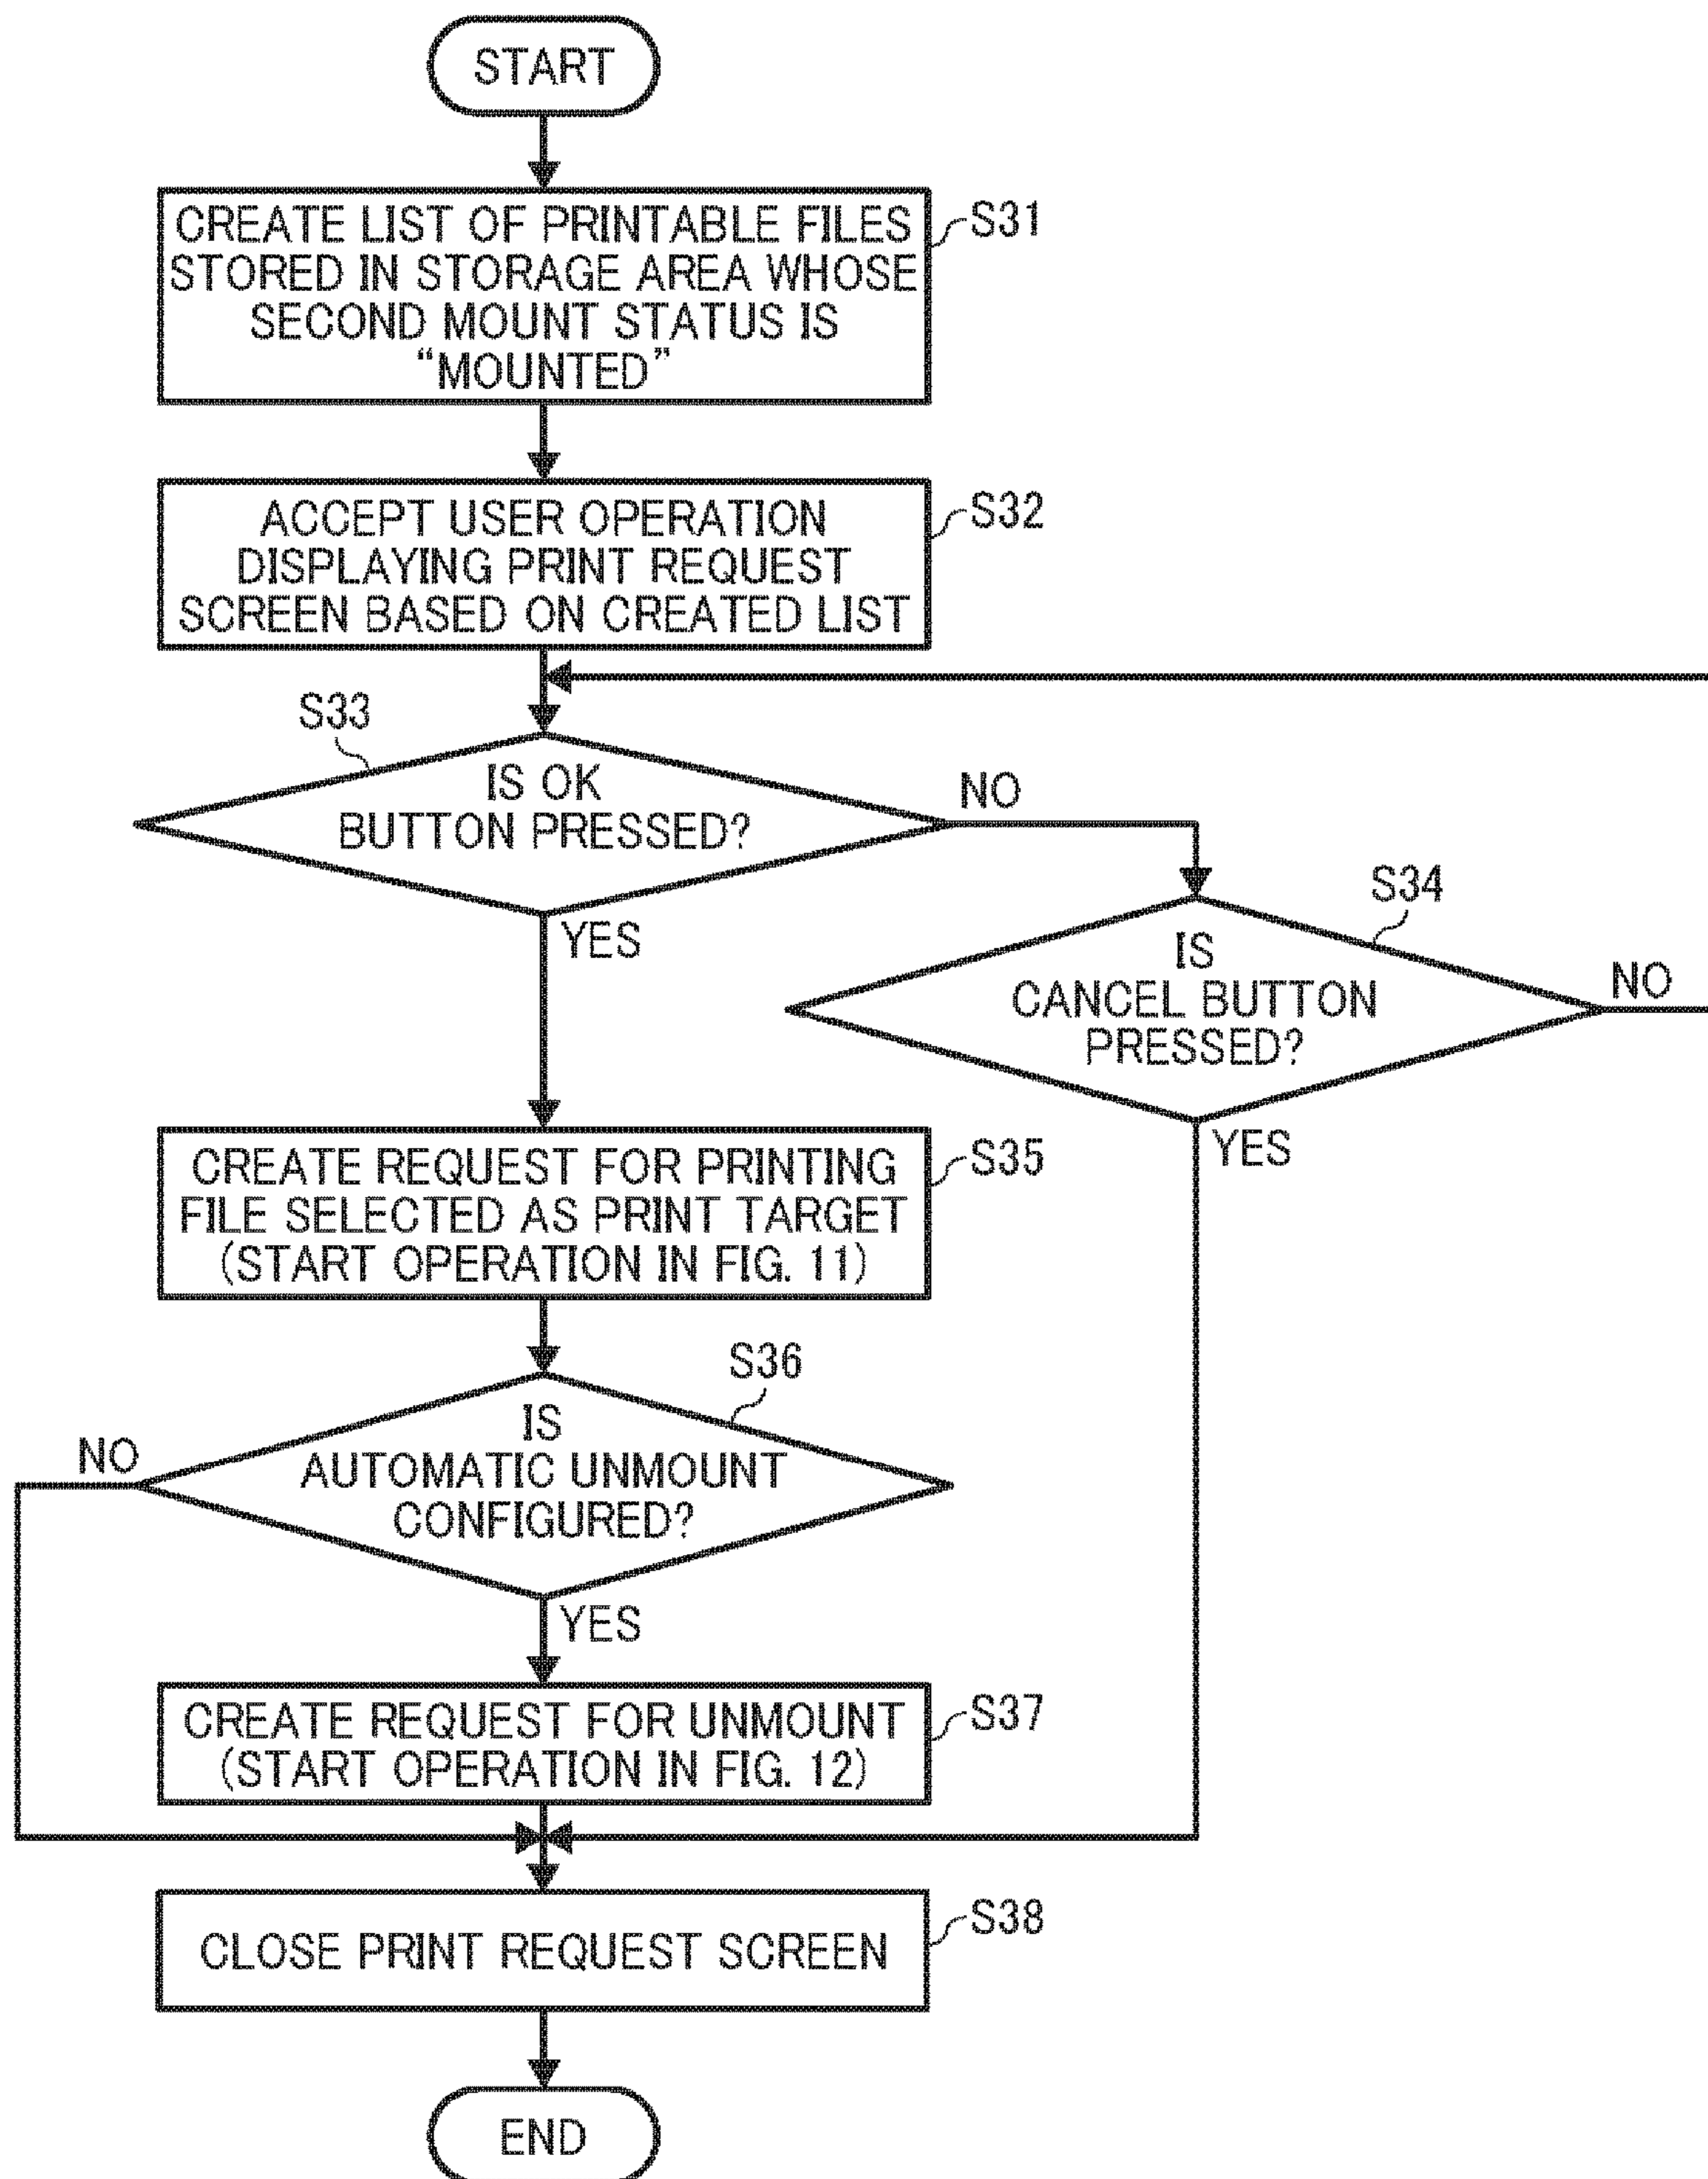 START
CREATE LIST OF PRINTABLE FILES
STORED IN STORAGE AREA WHOSE
SECOND MOUNT STATUS IS
“MOUNTED”
S31
ACCEPT USER OPERATION
DISPLAYING PRINT REQUEST
SCREEN BASED ON CREATED LIST
S32
S33
IS OK
BUTTON PRESSED?
NO
YES
S34
IS
CANCEL BUTTON
PRESSED?
NO
YES
CREATE REQUEST FOR PRINTING
FILE SELECTED AS PRINT TARGET
(START OPERATION IN FIG. 11)
S35
S36
IS
AUTOMATIC UNMOUNT
CONFIGURED?
NO
YES
CREATE REQUEST FOR UNMOUNT
(START OPERATION IN FIG. 12)
S37
CLOSE PRINT REQUEST SCREEN
S38
END